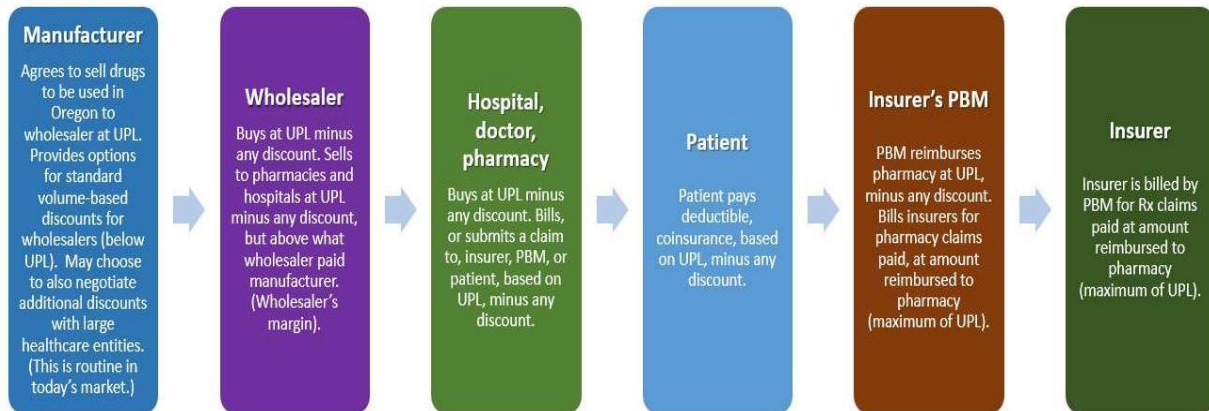 Manufacturer
Agrees to sell drugs
to be used in
Oregon to
wholesaler at UPL.
Provides options
for standard
volume-based
discounts for
wholesalers (below
UPL). May choose
to also negotiate
additional discounts
with large
healthcare entities.
(This is routine in
today's market.)
Wholesaler
Buys at UPL minus
any discount. Sells
to pharmacies and
hospitals at UPL
minus any discount,
but above what
wholesaler paid
manufacturer.
(Wholesaler's
margin).
Hospital,
doctor,
pharmacy
Buys at UPL minus
any discount. Bills,
or submits a claim
to, insurer, PBM, or
patient, based on
UPL, minus any
discount.
Patient
Patient pays
deductible,
coinsurance, based
on UPL, minus any
discount.
Insurer's PBM
PBM reimburses
pharmacy at UPL,
minus any discount.
Bills insurers for
pharmacy claims
paid, at amount
reimbursed to
pharmacy
(maximum of UPL).
Insurer
Insurer is billed by
PBM for Rx claims
paid at amount
reimbursed to
pharmacy
(maximum of UPL).